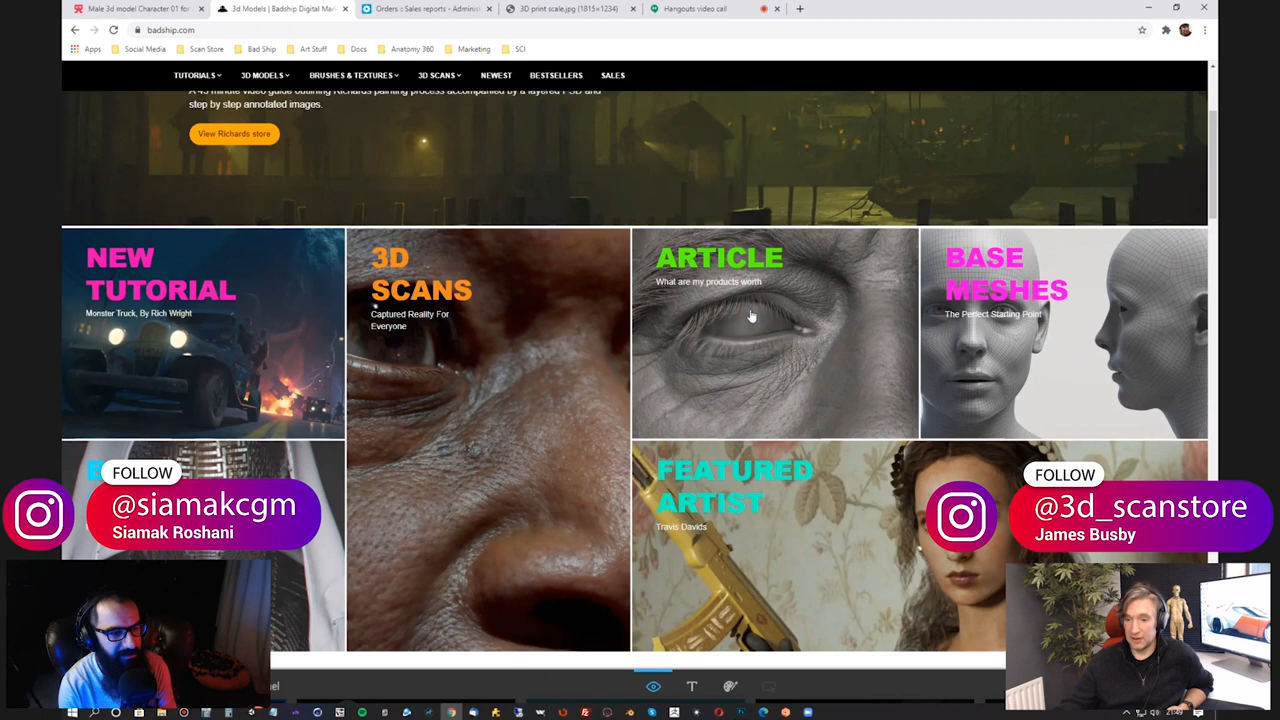 Male 3d model Character 01 for
3d Models | Badship Digital Mar
Orders :: Sales reports - Adminis
3D print scale.jpg (1815×1234)
Hangouts video call
badship.com
Apps
Social Media
Scan Store
Bad Ship
Art Stuff
Docs
Anatomy 360
Marketing
SCI
TUTORIALS
3D MODELS
BRUSHES & TEXTURES
3D SCANS
NEWEST
BESTSELLERS
SALES
A 45 minute video guide outlining Richards painting process accompanied by a layered PSD and
step by step annotated images.
View Richards store
NEW
TUTORIAL
Monster Truck, By Rich Wright
3D
SCANS
Captured Reality For
Everyone
ARTICLE
What are my products worth
BASE
MESHES
The Perfect Starting Point
FEATURED
ARTIST
Travis Davids
FOLLOW
@siamakcgm
Siamak Roshani
FOLLOW
@3d_scanstore
James Busby
T
21:49